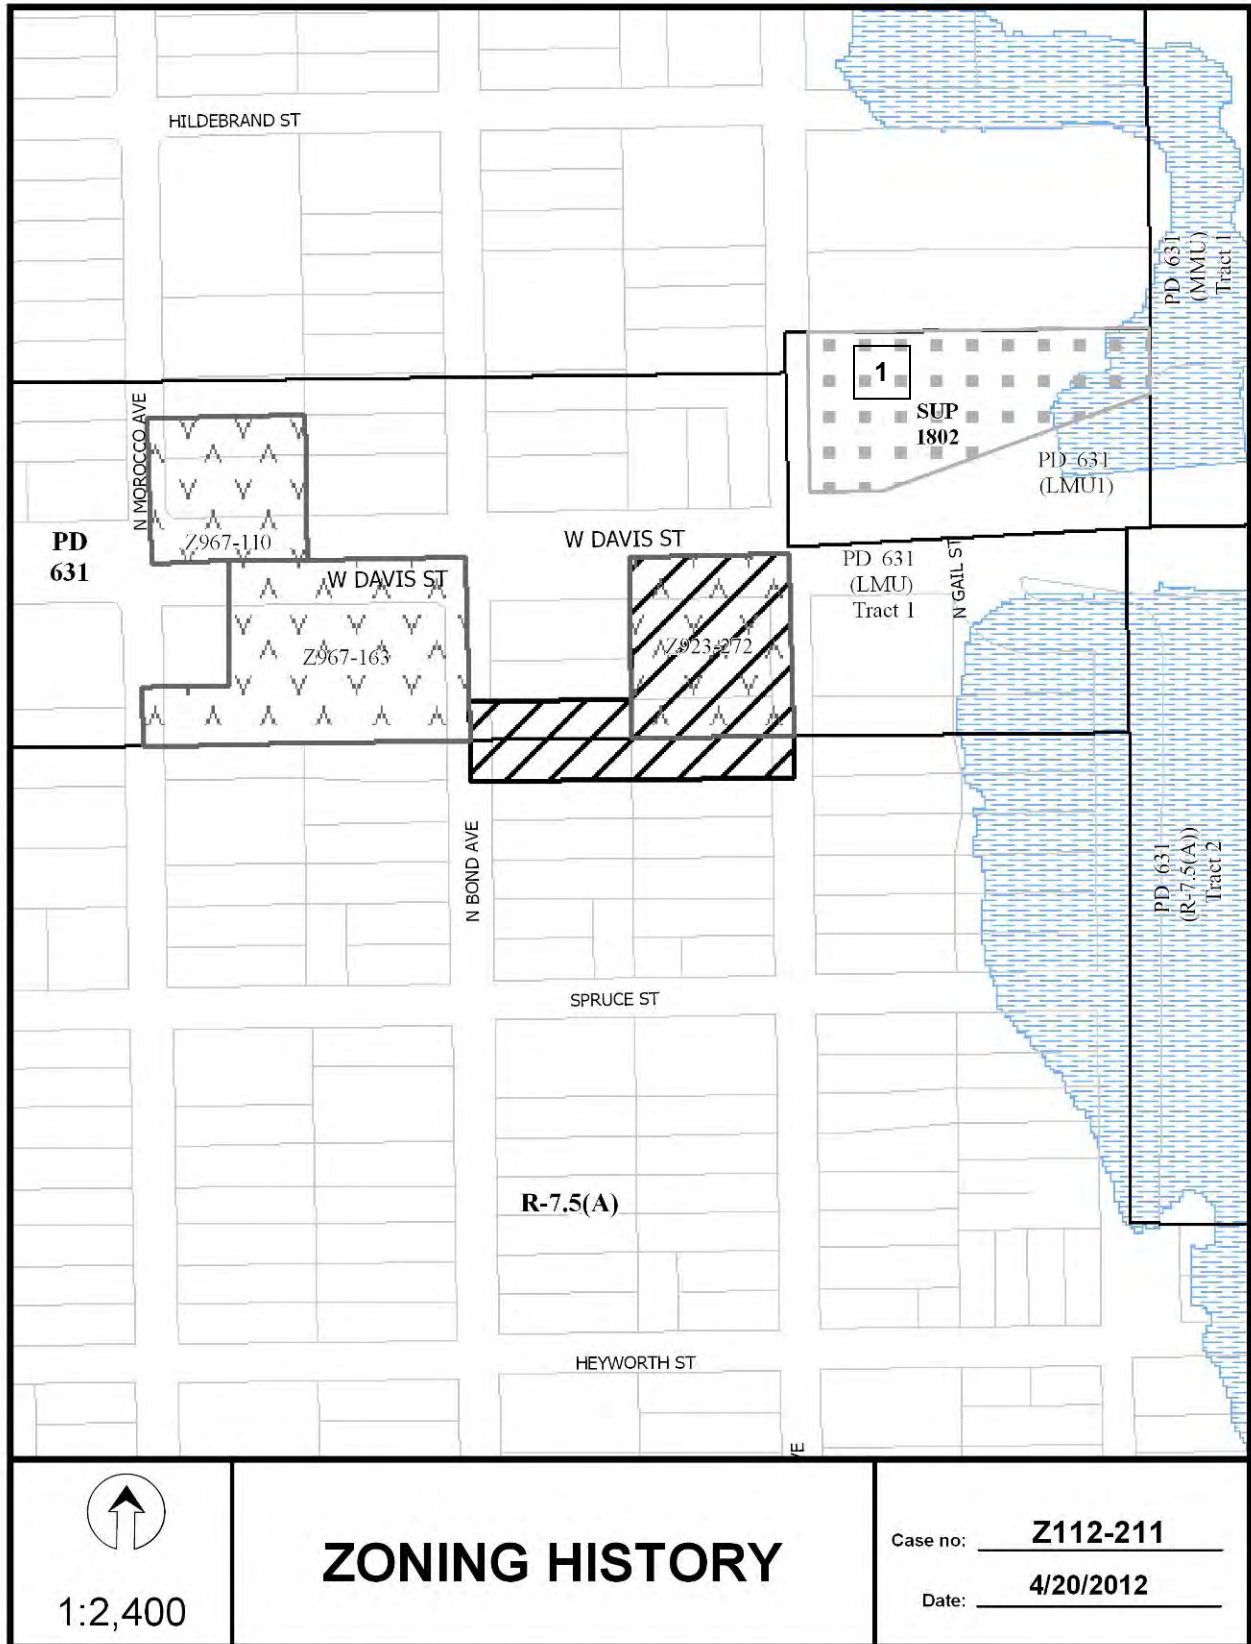 HILDEBRAND ST
PD 631
(MMU)
Tract 1
1
SUP
1802
PD 631
(LMU1)
N MOROCCO AVE
PD
631
Z967-110
W DAVIS ST
W DAVIS ST
PD 631
(LMU)
Tract 1
N GAIL ST
Z967-163
Z923-272
N BOND AVE
PD 631
(R-7.5(A))
Tract 2
SPRUCE ST
R-7.5(A)
HEYWORTH ST
VE
1:2,400
ZONING HISTORY
Case no: Z112-211
Date: 4/20/2012